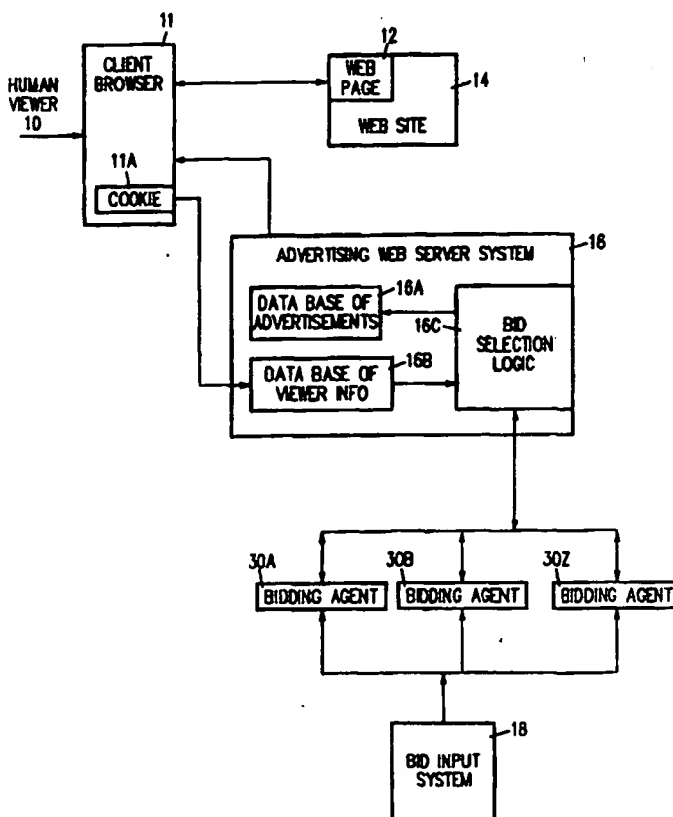 11
CLIENT
BROWSER
HUMAN
VIEWER
10
11A
COOKIE
12
WEB
PAGE
14
WEB SITE
16
ADVERTISING WEB SERVER SYSTEM
16A
DATA BASE OF
ADVERTISEMENTS
16B
DATA BASE OF
VIEWER INFO
16C
BID
SELECTION
LOGIC
30A
BIDDING AGENT
30B
BIDDING AGENT
30Z
BIDDING AGENT
18
BID INPUT
SYSTEM